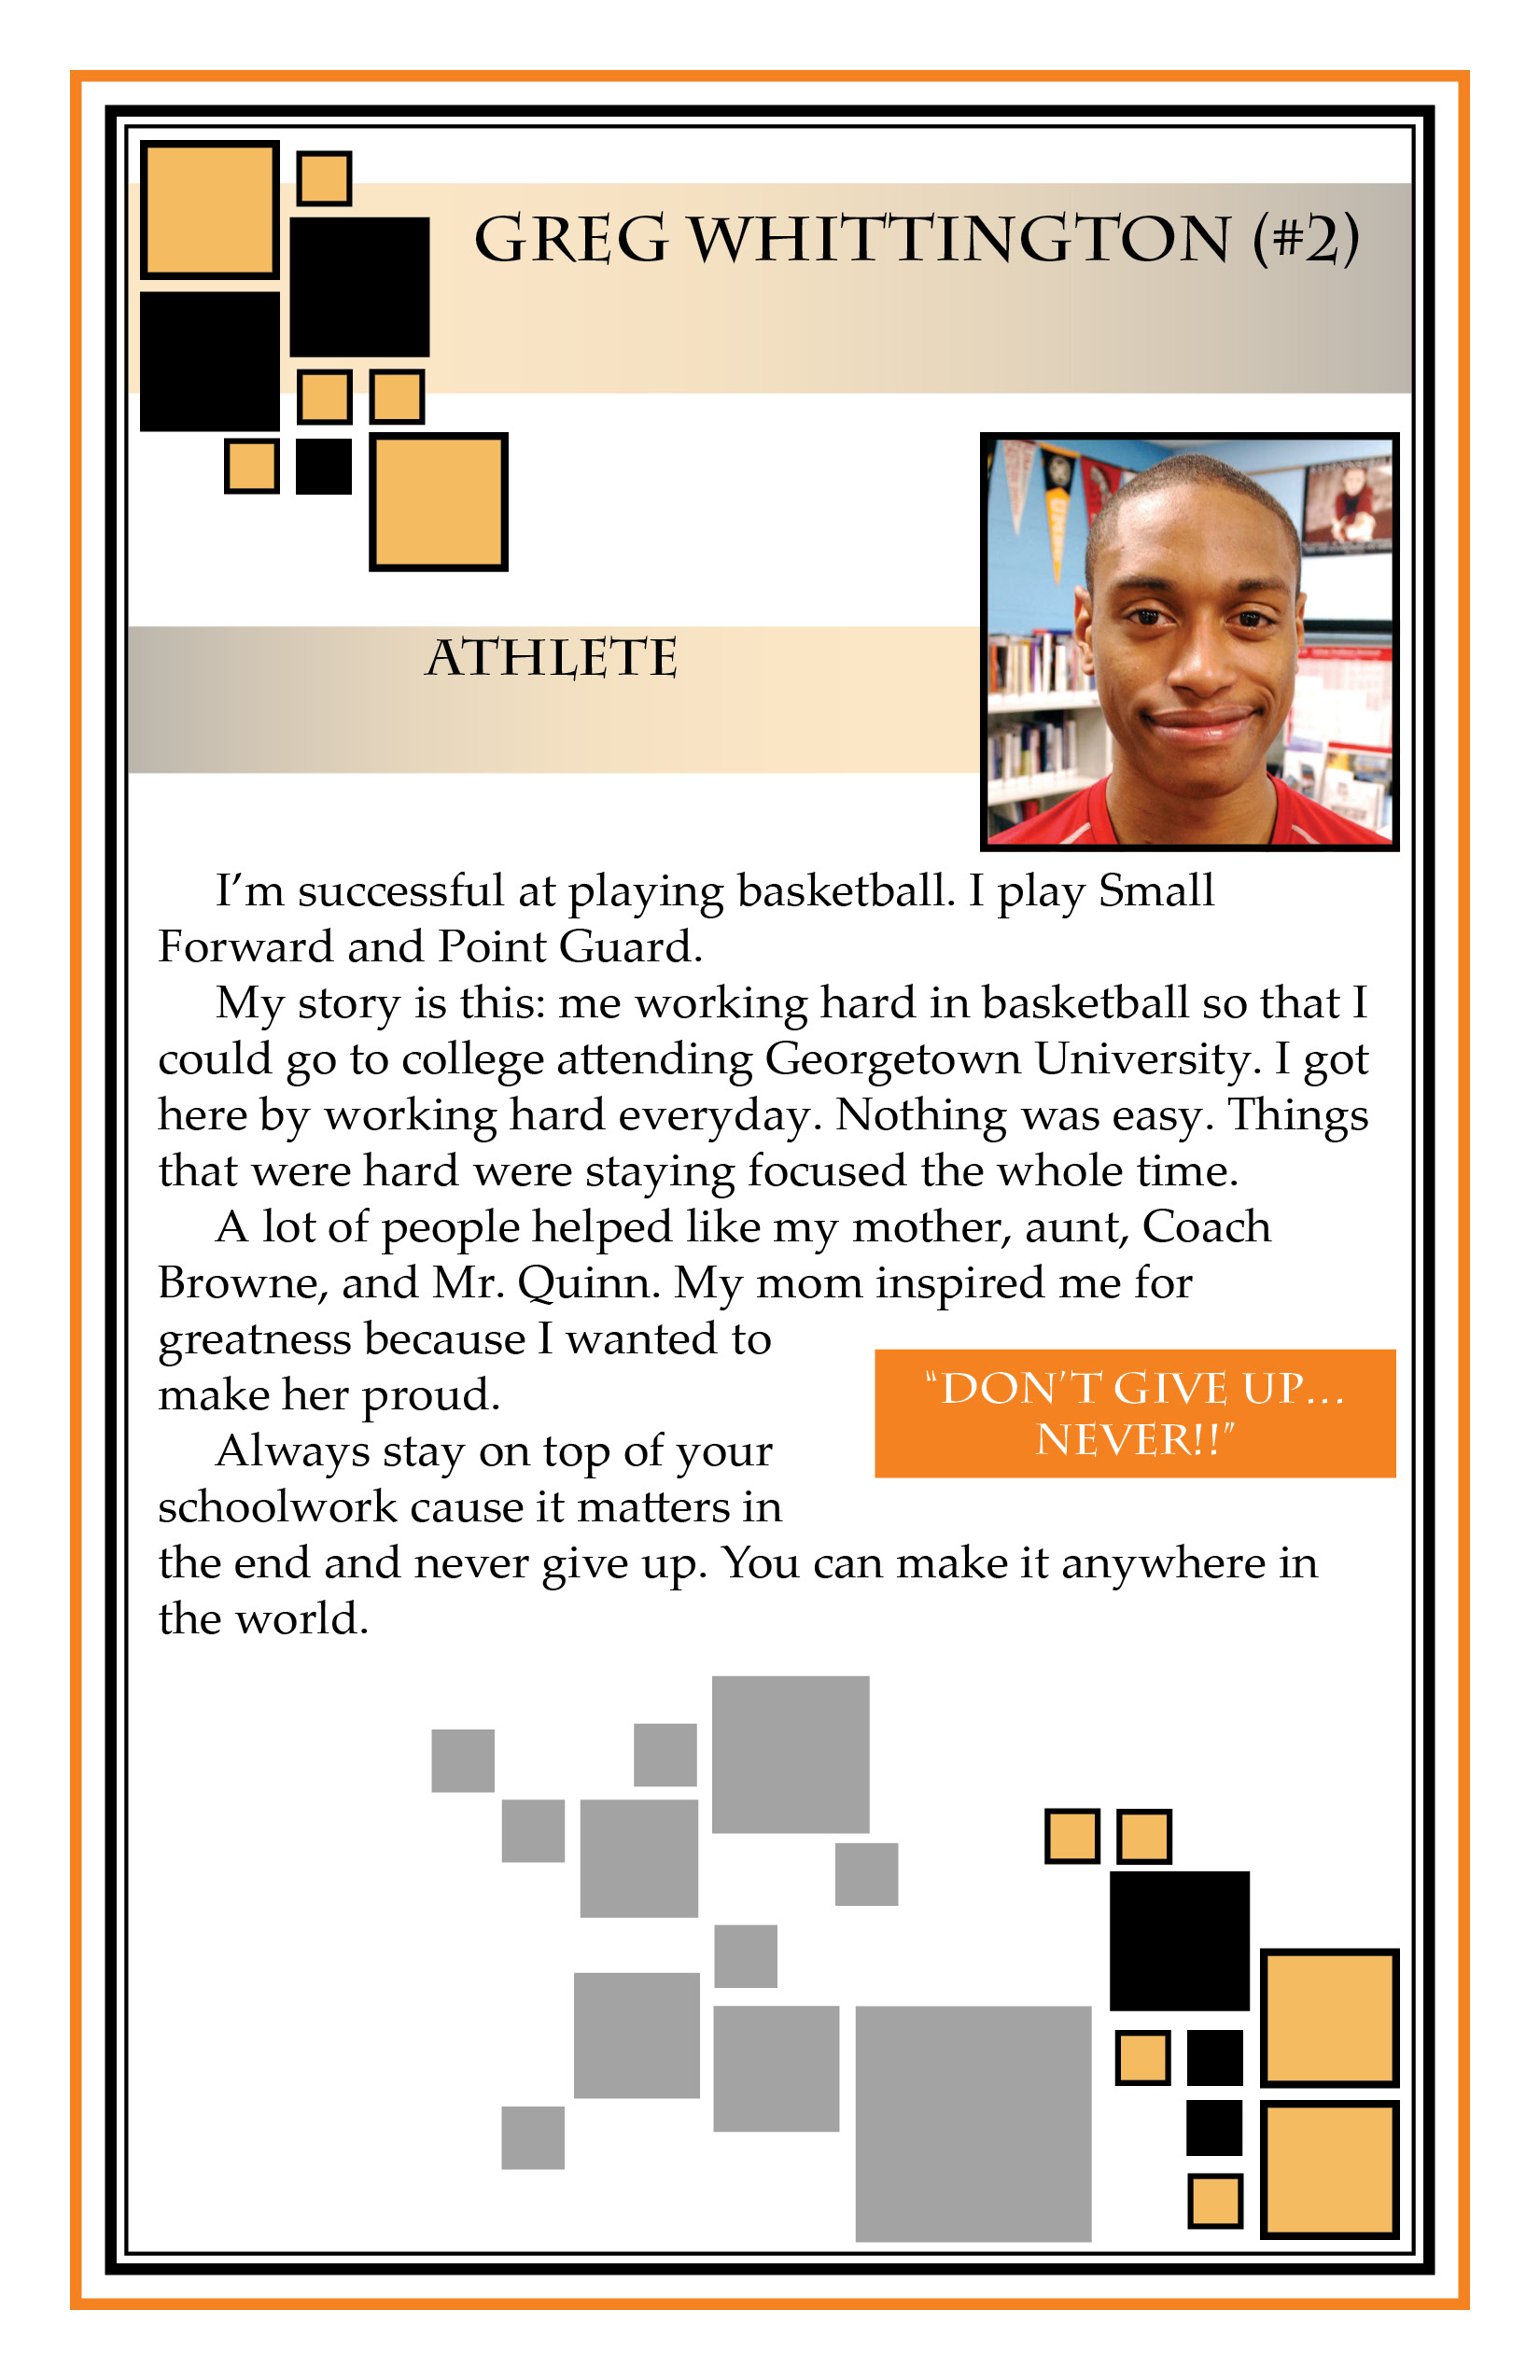 GREG WHITTINGTON (#2)
ATHLETE
I’m successful at playing basketball. I play Small
Forward and Point Guard.
My story is this: me working hard in basketball so that I
could go to college attending Georgetown University. I got
here by working hard everyday. Nothing was easy. Things
that were hard were staying focused the whole time.
A lot of people helped like my mother, aunt, Coach
Browne, and Mr. Quinn. My mom inspired me for
greatness because I wanted to
make her proud.
Always stay on top of your
schoolwork cause it matters in
the end and never give up. You can make it anywhere in
the world.
“DON’T GIVE UP…
NEVER!!”